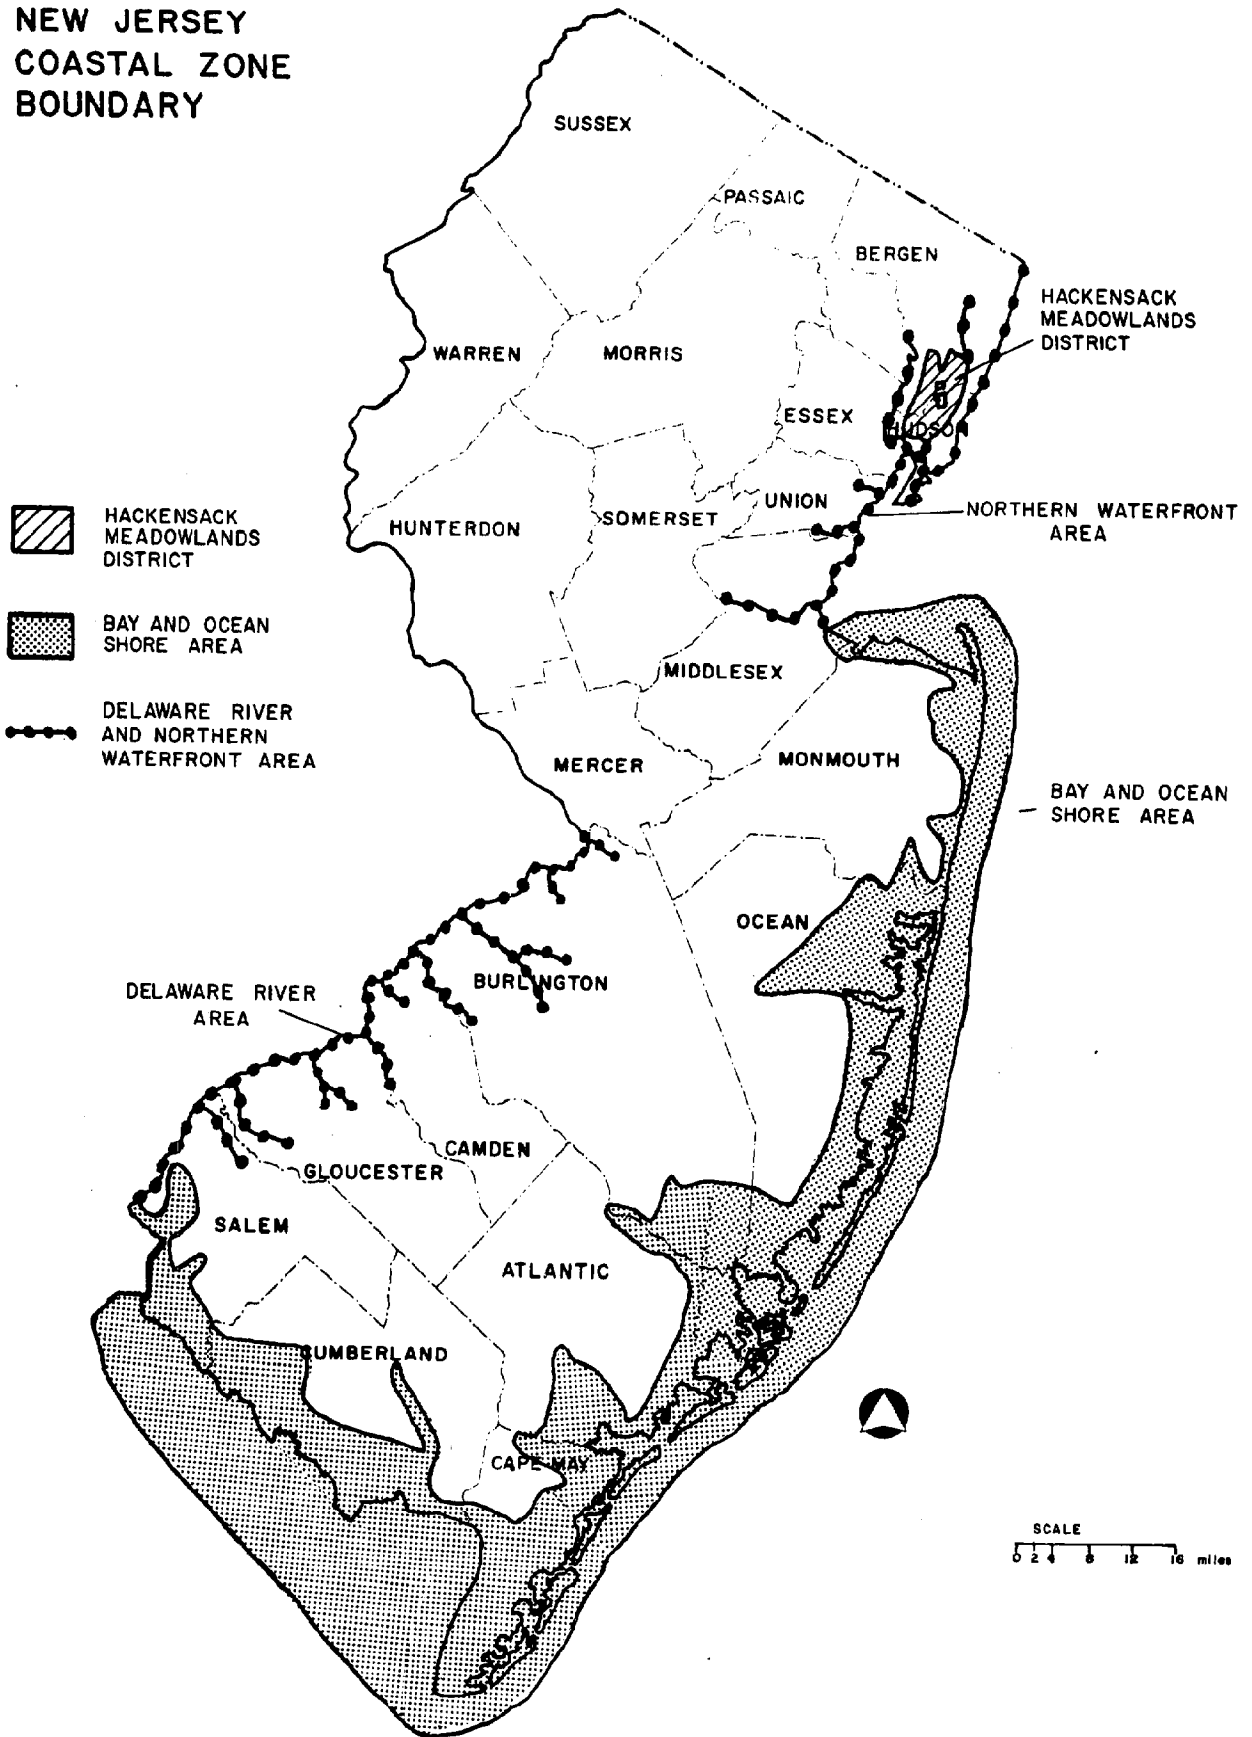 NEW JERSEY
COASTAL ZONE
BOUNDARY
SUSSEX
PASSAIC
BERGEN
HACKENSACK
MEADOWLANDS
DISTRICT
WARREN
MORRIS
ESSEX
HUDSON
UNION
NORTHERN WATERFRONT
AREA
HUNTERDON
SOMERSET
HACKENSACK
MEADOWLANDS
DISTRICT
BAY AND OCEAN
SHORE AREA
DELAWARE RIVER
AND NORTHERN
WATERFRONT AREA
MIDDLESEX
MERCER
MONMOUTH
BAY AND OCEAN
SHORE AREA
OCEAN
BURLINGTON
DELAWARE RIVER
AREA
CAMDEN
GLOUCESTER
SALEM
ATLANTIC
CUMBERLAND
CAPE MAY
SCALE
0 2 4 8 12 16 miles